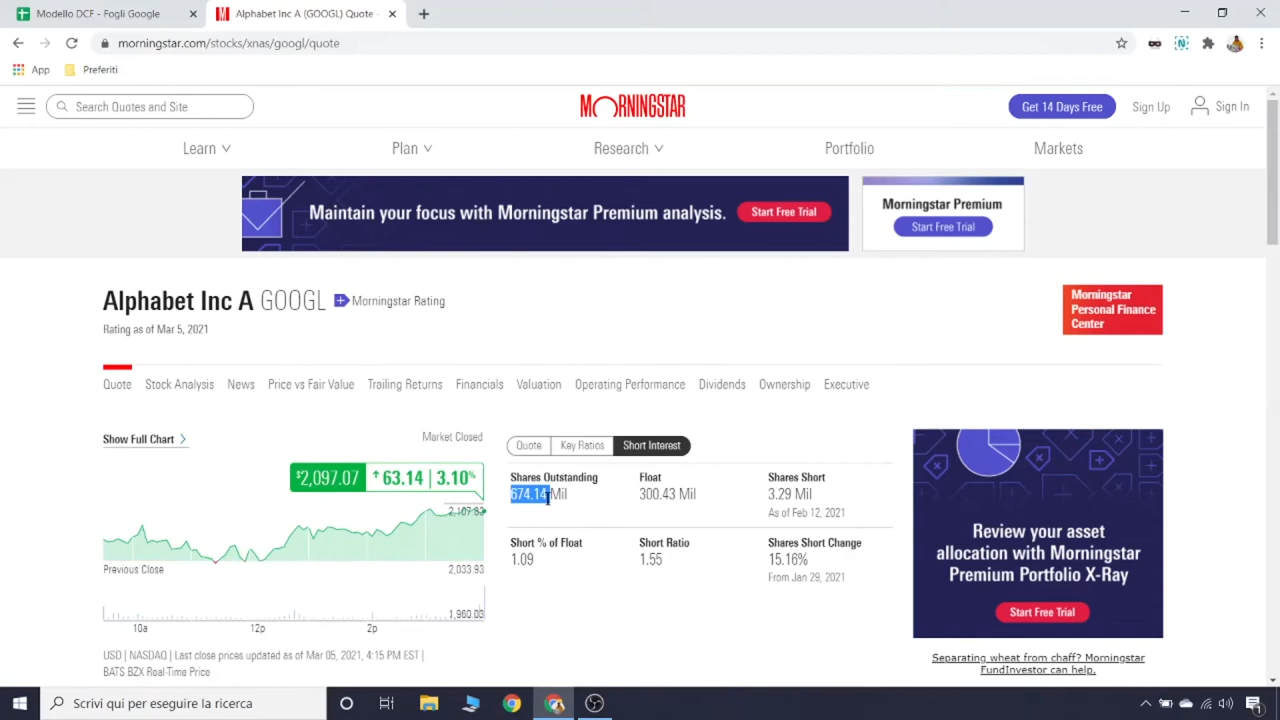 Modello DCF - Fogli Google
Alphabet Inc A (GOOGL) Quote
morningstar.com/stocks/xnas/googl/quote
App
Preferiti
Search Quotes and Site
MORNINGSTAR
Get 14 Days Free
Sign Up
Sign In
Learn
Plan
Research
Portfolio
Markets
Maintain your focus with Morningstar Premium analysis.
Start Free Trial
Morningstar Premium
Start Free Trial
Alphabet Inc A GOOGL
Morningstar Rating
Rating as of Mar 5, 2021
Morningstar
Personal Finance
Center
Quote
Stock Analysis
News
Price vs Fair Value
Trailing Returns
Financials
Valuation
Operating Performance
Dividends
Ownership
Executive
Show Full Chart
Market Closed
$2,097.07
63.14 | 3.10%
2,107.83
Previous Close
2,033.93
1,960.03
10a
12p
2p
USD | NASDAQ | Last close prices updated as of Mar 05, 2021, 4:15 PM EST |
BATS BZX Real-Time Price
Quote
Key Ratios
Short Interest
Shares Outstanding
674.14 Mil
Float
300.43 Mil
Shares Short
3.29 Mil
As of Feb 12, 2021
Short % of Float
1.09
Short Ratio
1.55
Shares Short Change
15.16%
From Jan 29, 2021
Review your asset
allocation with Morningstar
Premium Portfolio X-Ray
Start Free Trial
Separating wheat from chaff? Morningstar
FundInvestor can help.
Scrivi qui per eseguire la ricerca
1